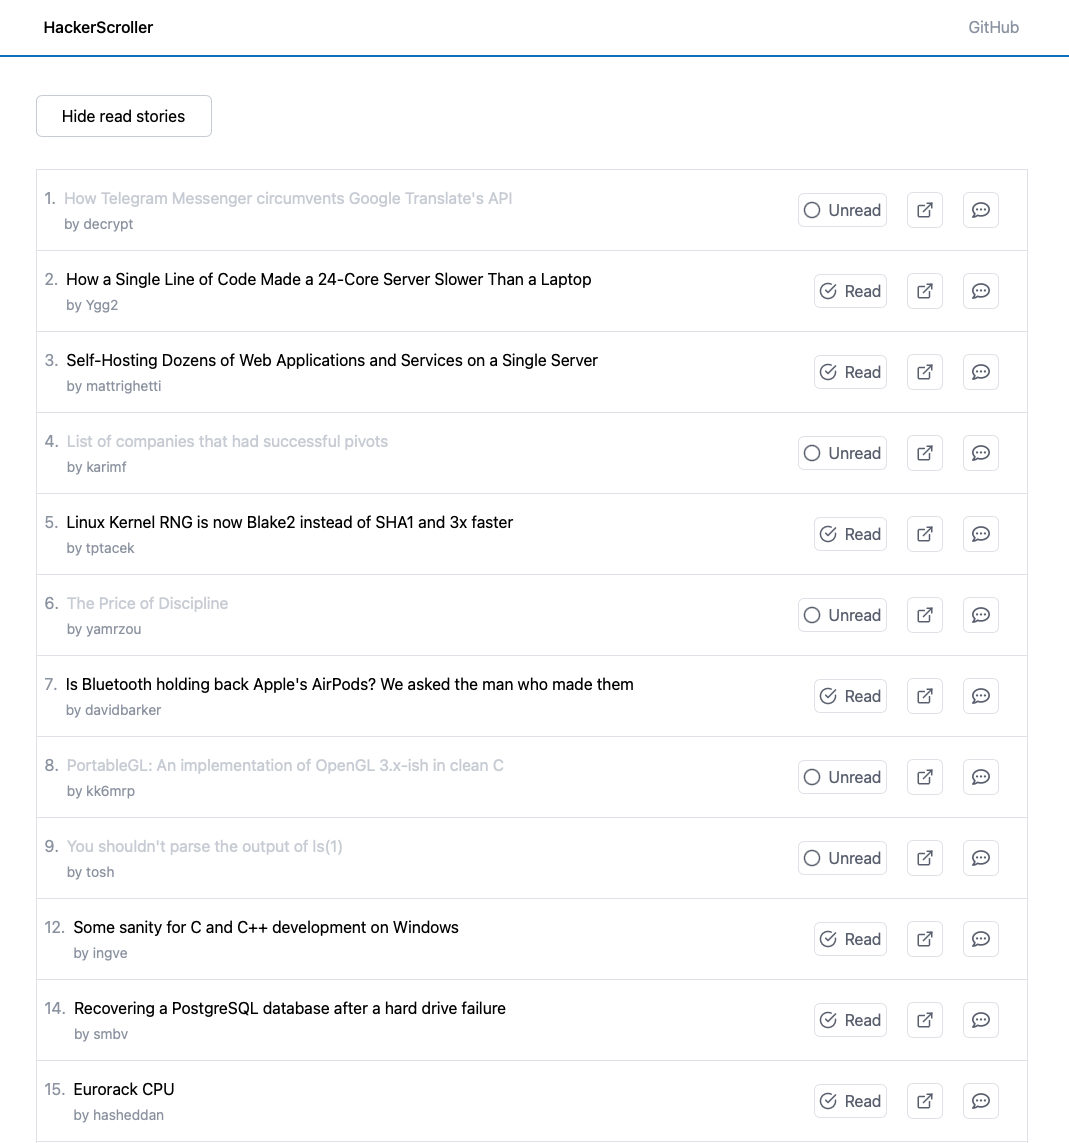 HackerScroller
GitHub
Hide read stories
1. How Telegram Messenger circumvents Google Translate's API
by decrypt
Unread
2. How a Single Line of Code Made a 24-Core Server Slower Than a Laptop
by Ygg2
Read
3. Self-Hosting Dozens of Web Applications and Services on a Single Server
by mattrighetti
Read
4. List of companies that had successful pivots
by karimf
Unread
5. Linux Kernel RNG is now Blake2 instead of SHA1 and 3x faster
by tptacek
Read
6. The Price of Discipline
by yamrzou
Unread
7. Is Bluetooth holding back Apple's AirPods? We asked the man who made them
by davidbarker
Read
8. PortableGL: An implementation of OpenGL 3.x-ish in clean C
by kk6mrp
Unread
9. You shouldn't parse the output of ls(1)
by tosh
Unread
12. Some sanity for C and C++ development on Windows
by ingve
Read
14. Recovering a PostgreSQL database after a hard drive failure
by smbv
Read
15. Eurorack CPU
by hasheddan
Read